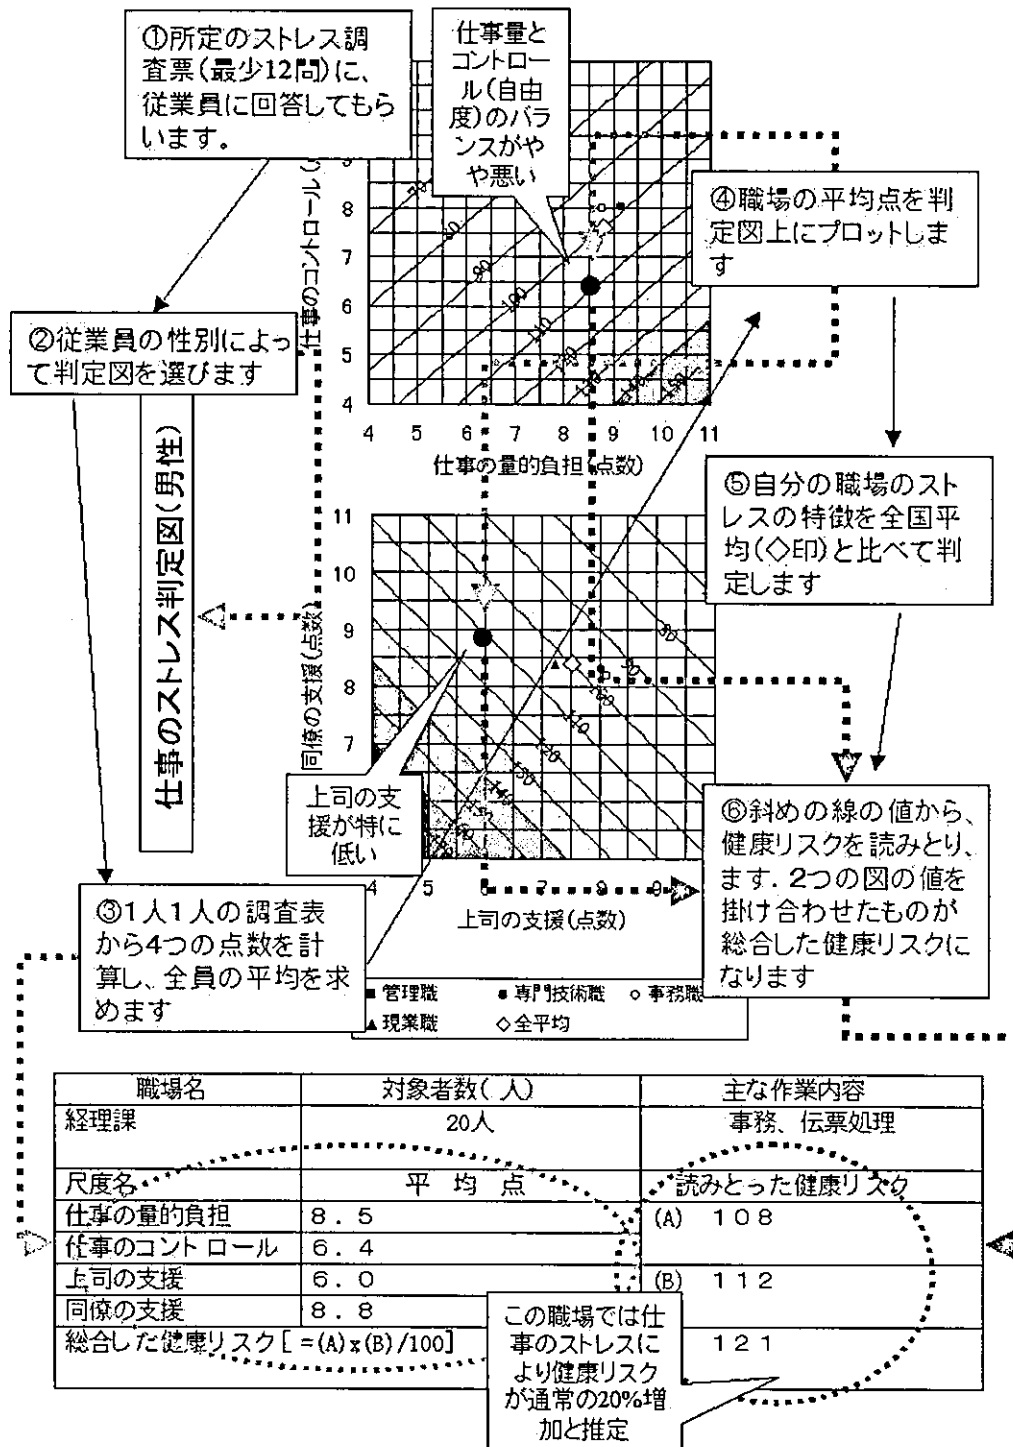 ①所定のストレス調
査票(最少12問)に、
従業員に回答してもら
います。
仕事量と
コントロー
ル(自由
度)のバラ
ンスがや
や悪い
④職場の平均点を判
定図上にプロットしま
す
②従業員の性別によっ
て判定図を選びます
仕事のストレス判定図(男性)
仕事のコントロール(
9
8
7
6
5
4
80
90
100
110
140
150
4 5 6 7 8 9 10 11
仕事の量的負担(点数)
⑤自分の職場のスト
レスの特徴を全国平
均(◇印)と比べて判
定します
同僚の支援(点数)
11
10
9
8
7
80
90
100
110
120
130
140
上司の支
援が特に
低い
4 5 6 7 8 9
上司の支援(点数)
⑥斜めの線の値から、
健康リスクを読みとり、
ます. 2つの図の値を
掛け合わせたものが
総合した健康リスクに
なります
③1人1人の調査表
から4つの点数を計
算し、全員の平均を求
めます
■ 管理職 ● 専門技術職 ○ 事務職
▲ 現業職 ◇ 全平均
職場名 対象者数( 人) 主な作業内容
経理課 20人 事務、伝票処理
尺度名 平 均 点 読みとった健康リスク
仕事の量的負担 8.5 (A) 108
仕事のコントロール 6.4
上司の支援 6.0 (B) 112
同僚の支援 8.8
総合した健康リスク[ =(A)x(B)/100] 121
この職場では仕
事のストレスに
より健康リスク
が通常の20%増
加と推定